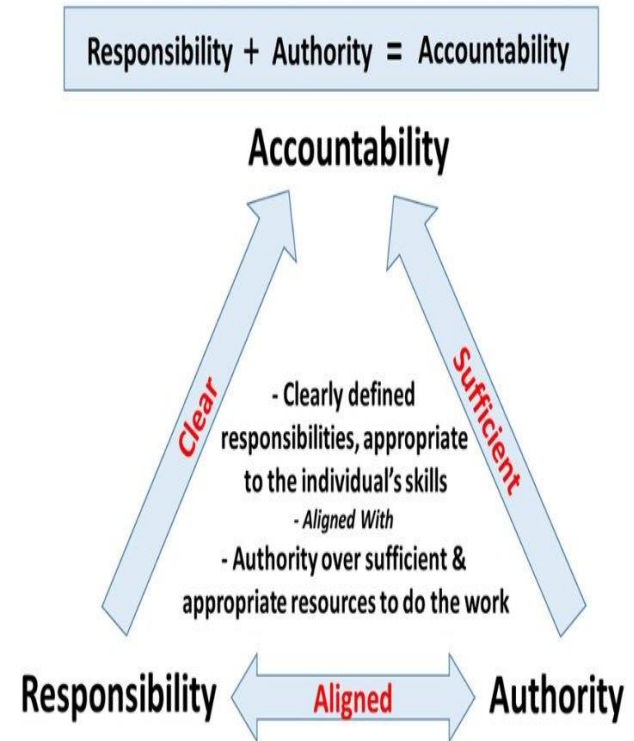 Responsibility + Authority = Accountability
Accountability
Clear
Sufficient
- Clearly defined
responsibilities, appropriate
to the individual's skills
- Aligned With
- Authority over sufficient &
appropriate resources to do the work
Responsibility
Aligned
Authority